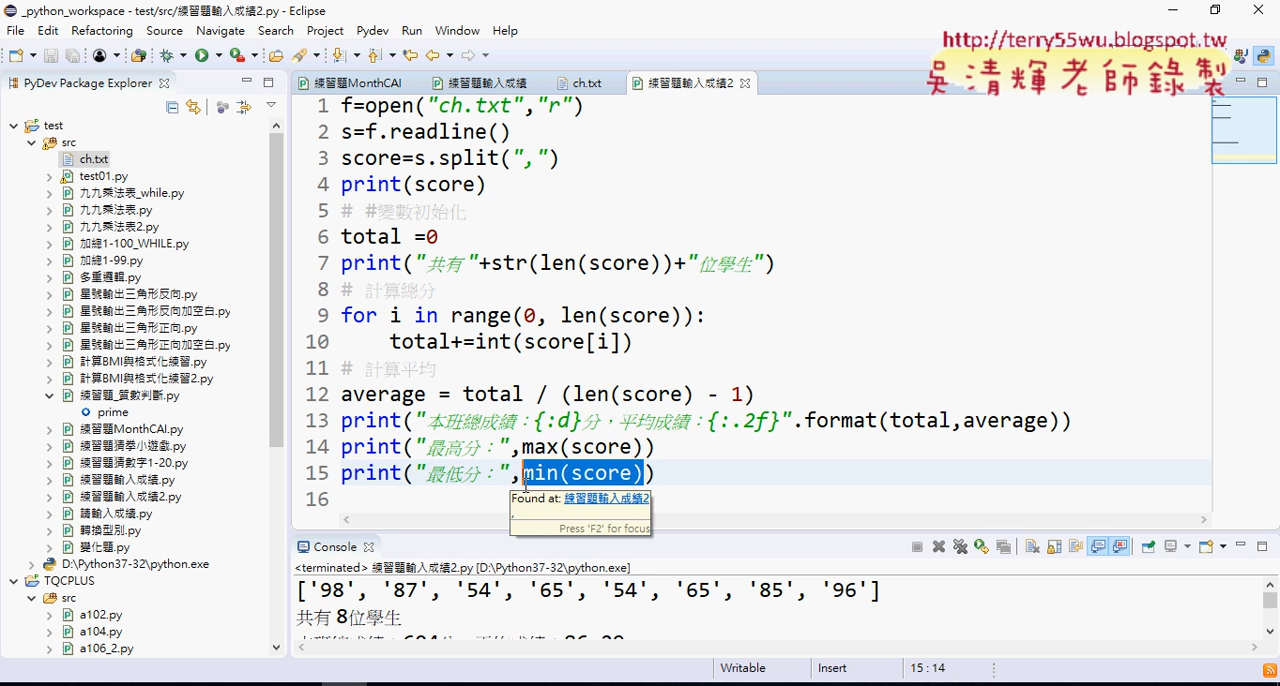 _python_workspace - test/src/練習題輸入成績2.py - Eclipse
File Edit Refactoring Source Navigate Search Project Pydev Run Window Help
http://terry55wu.blogspot.tw
吳清輝老師錄製
PyDev Package Explorer
練習題MonthCAl
練習題輸入成績
ch.txt
練習題輸入成績2
test
src
ch.txt
test01.py
九九乘法表_while.py
九九乘法表.py
九九乘法表2.py
加總1-100_WHILE.py
加總1-99.py
多重邏輯.py
星號輸出三角形反向.py
星號輸出三角形反向加空白.py
星號輸出三角形正向.py
星號輸出三角形正向加空白.py
計算BMI與格式化練習.py
計算BMI與格式化練習2.py
練習題_質數判斷.py
prime
練習題MonthCAl.py
練習題猜拳小遊戲.py
練習題猜數字1-20.py
練習題輸入成績.py
練習題輸入成績2.py
請輸入成績.py
轉換型別.py
變化題.py
D:\Python37-32\python.exe
TQCPLUS
src
a102.py
a104.py
a106_2.py
1 f=open("ch.txt","r")
2 s=f.readline()
3 score=s.split(",")
4 print(score)
5 # #變數初始化
6 total =0
7 print("共有"+str(len(score))+"位學生")
8 # 計算總分
9 for i in range(0, len(score)):
10 total+=int(score[i])
11 # 計算平均
12 average = total / (len(score) - 1)
13 print("本班總成績：{:d}分，平均成績：{:.2f}".format(total,average))
14 print("最高分：",max(score))
15 print("最低分：",min(score))
16
Found at: 練習題輸入成績2
Press 'F2' for focus
Console
<terminated> 練習題輸入成績2.py [D:\Python37-32\python.exe]
['98', '87', '54', '65', '54', '65', '85', '96']
共有 8位學生
Writable Insert 15 : 14